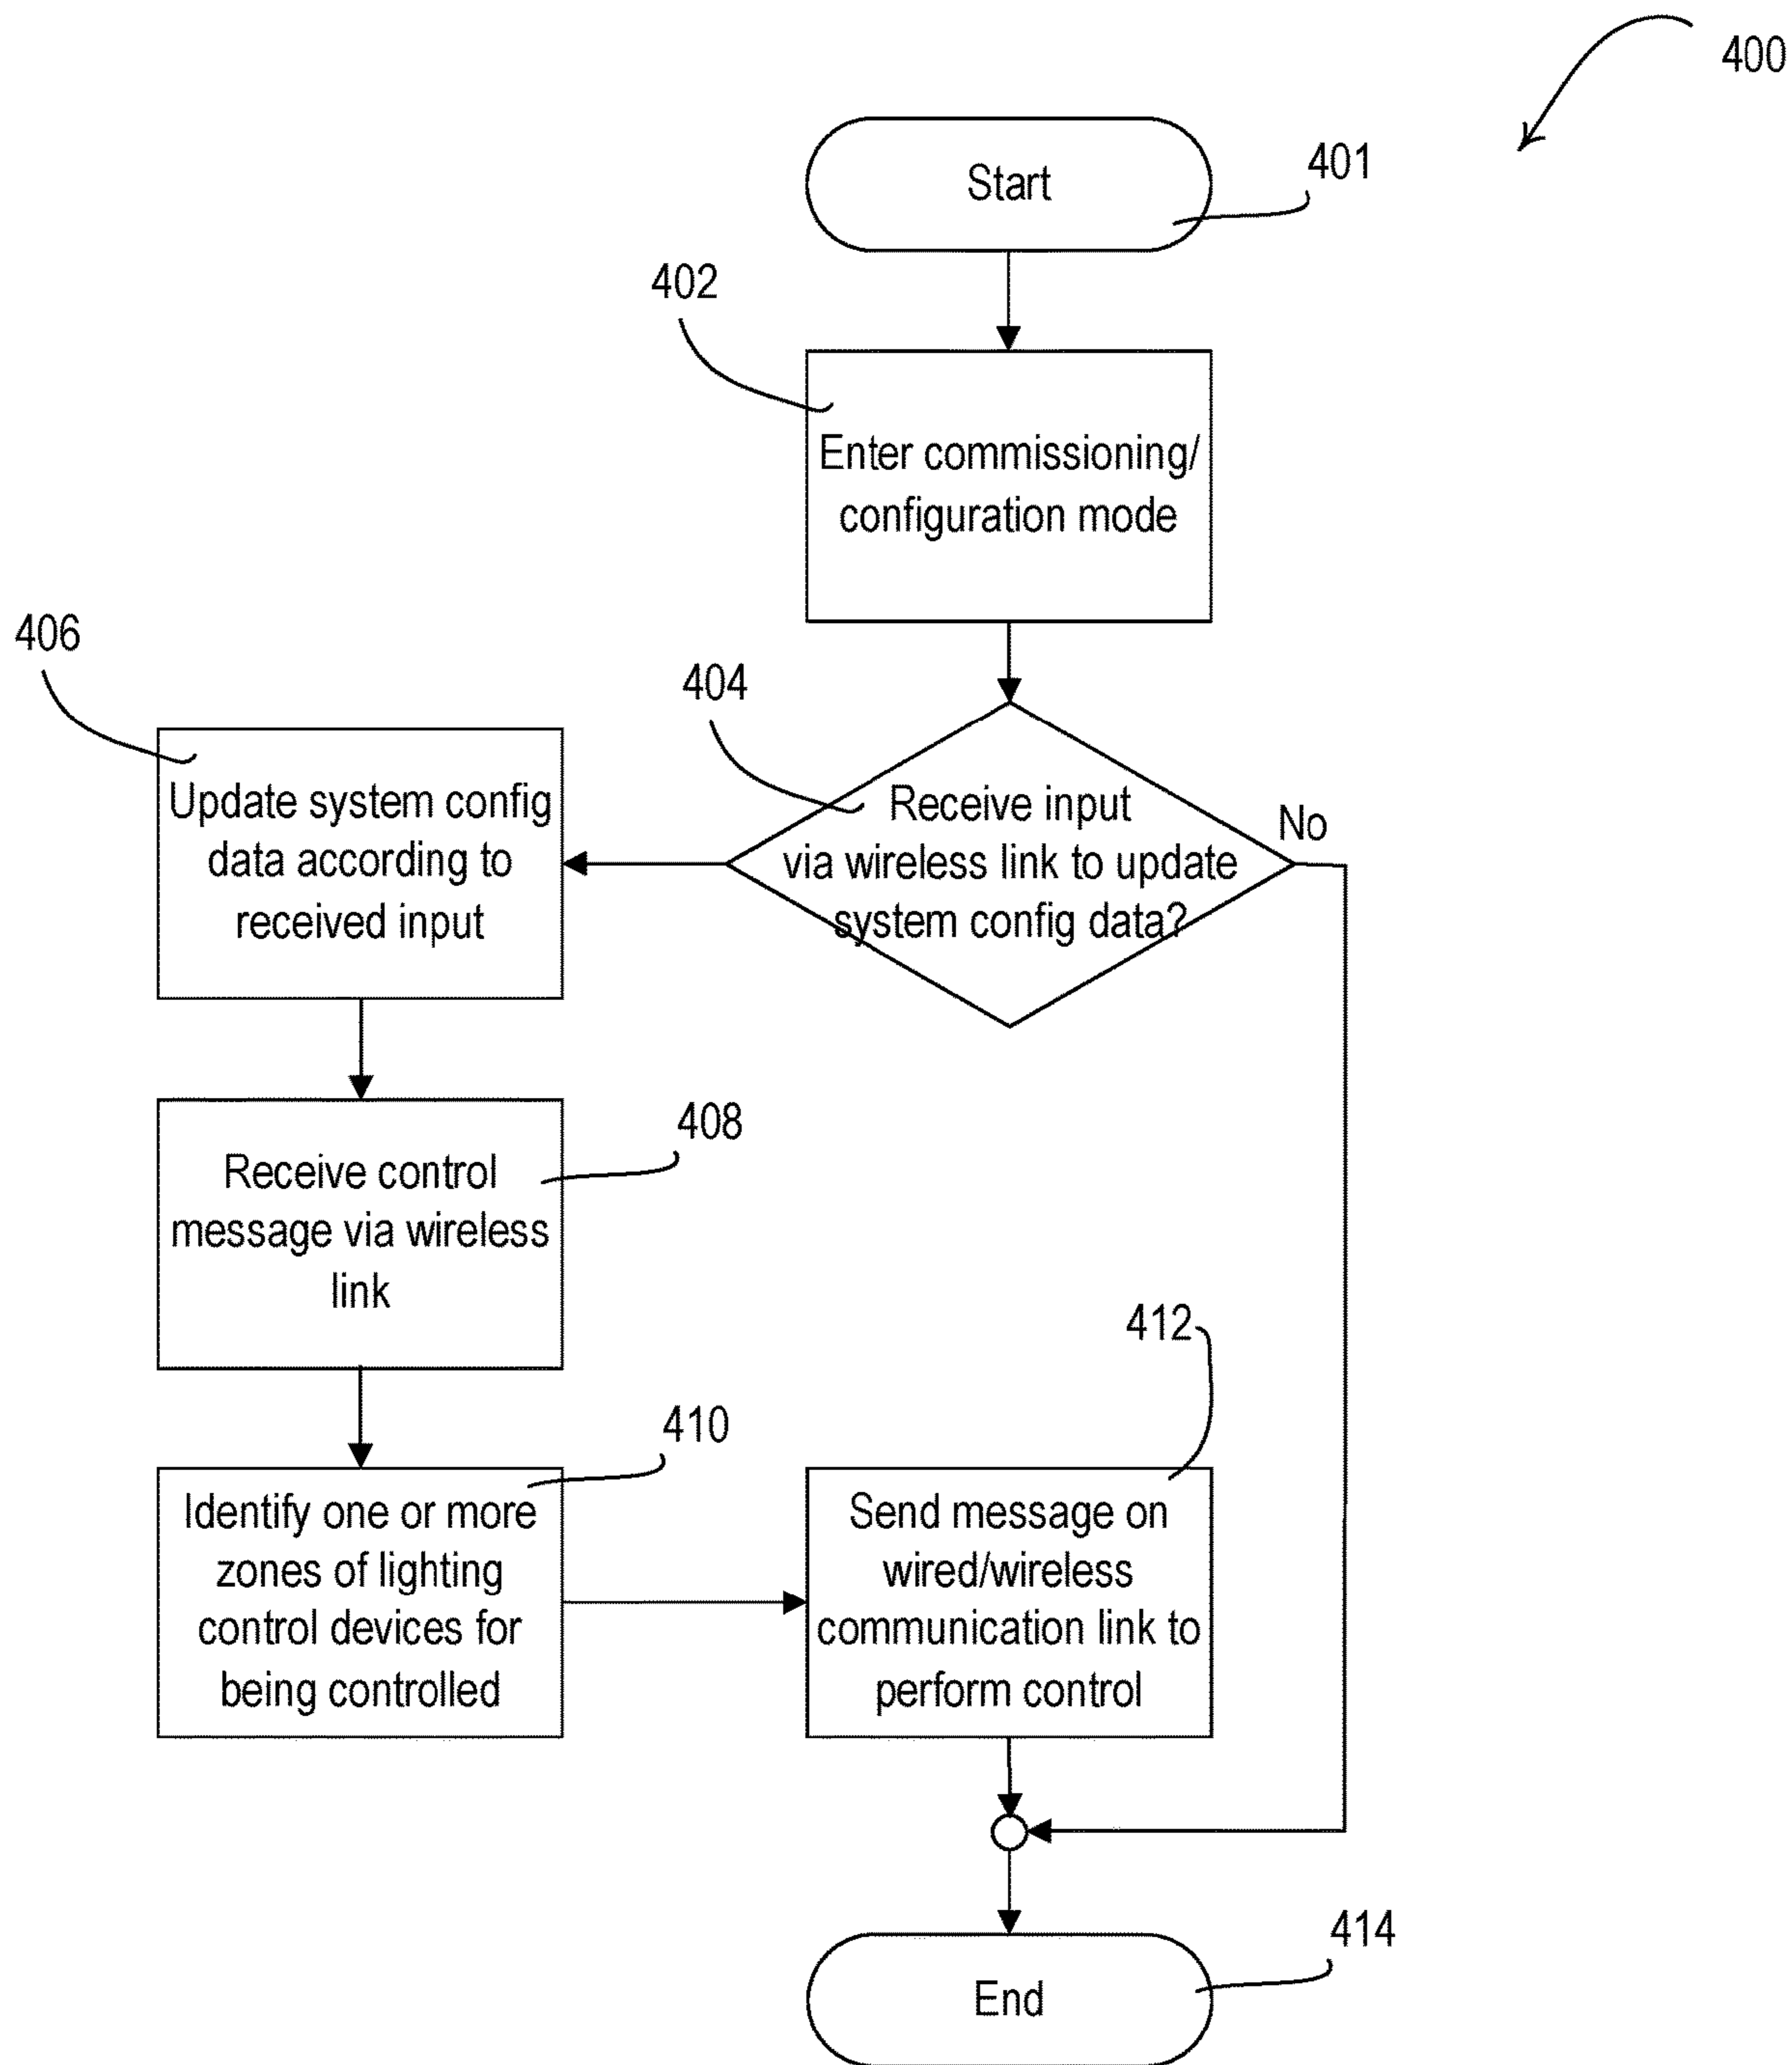 400
Start
401
402
Enter commissioning/
configuration mode
404
Receive input
via wireless link to update
system config data?
No
406
Update system config
data according to
received input
408
Receive control
message via wireless
link
410
Identify one or more
zones of lighting
control devices for
being controlled
412
Send message on
wired/wireless
communication link to
perform control
414
End